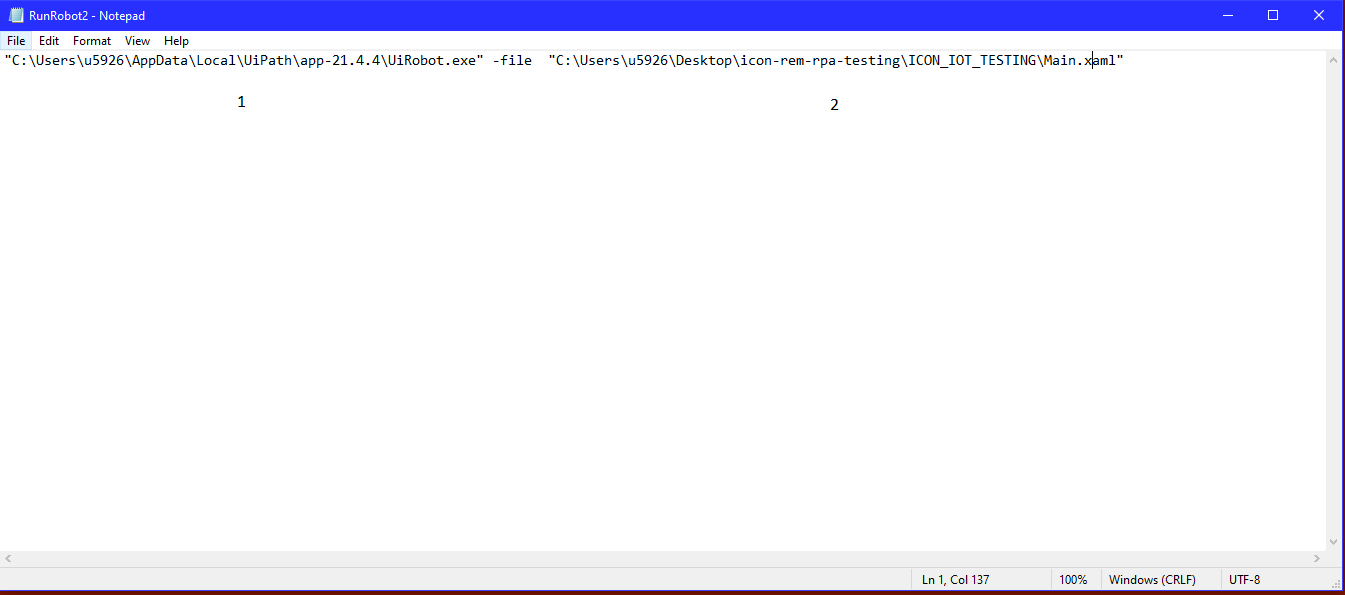 RunRobot2 - Notepad
File Edit Format View Help
"C:\Users\u5926\AppData\Local\UiPath\app-21.4.4\UiRobot.exe" -file  "C:\Users\u5926\Desktop\icon-rem-rpa-testing\ICON_IOT_TESTING\Main.xaml"
1 2
Ln 1, Col 137 100% Windows (CRLF) UTF-8